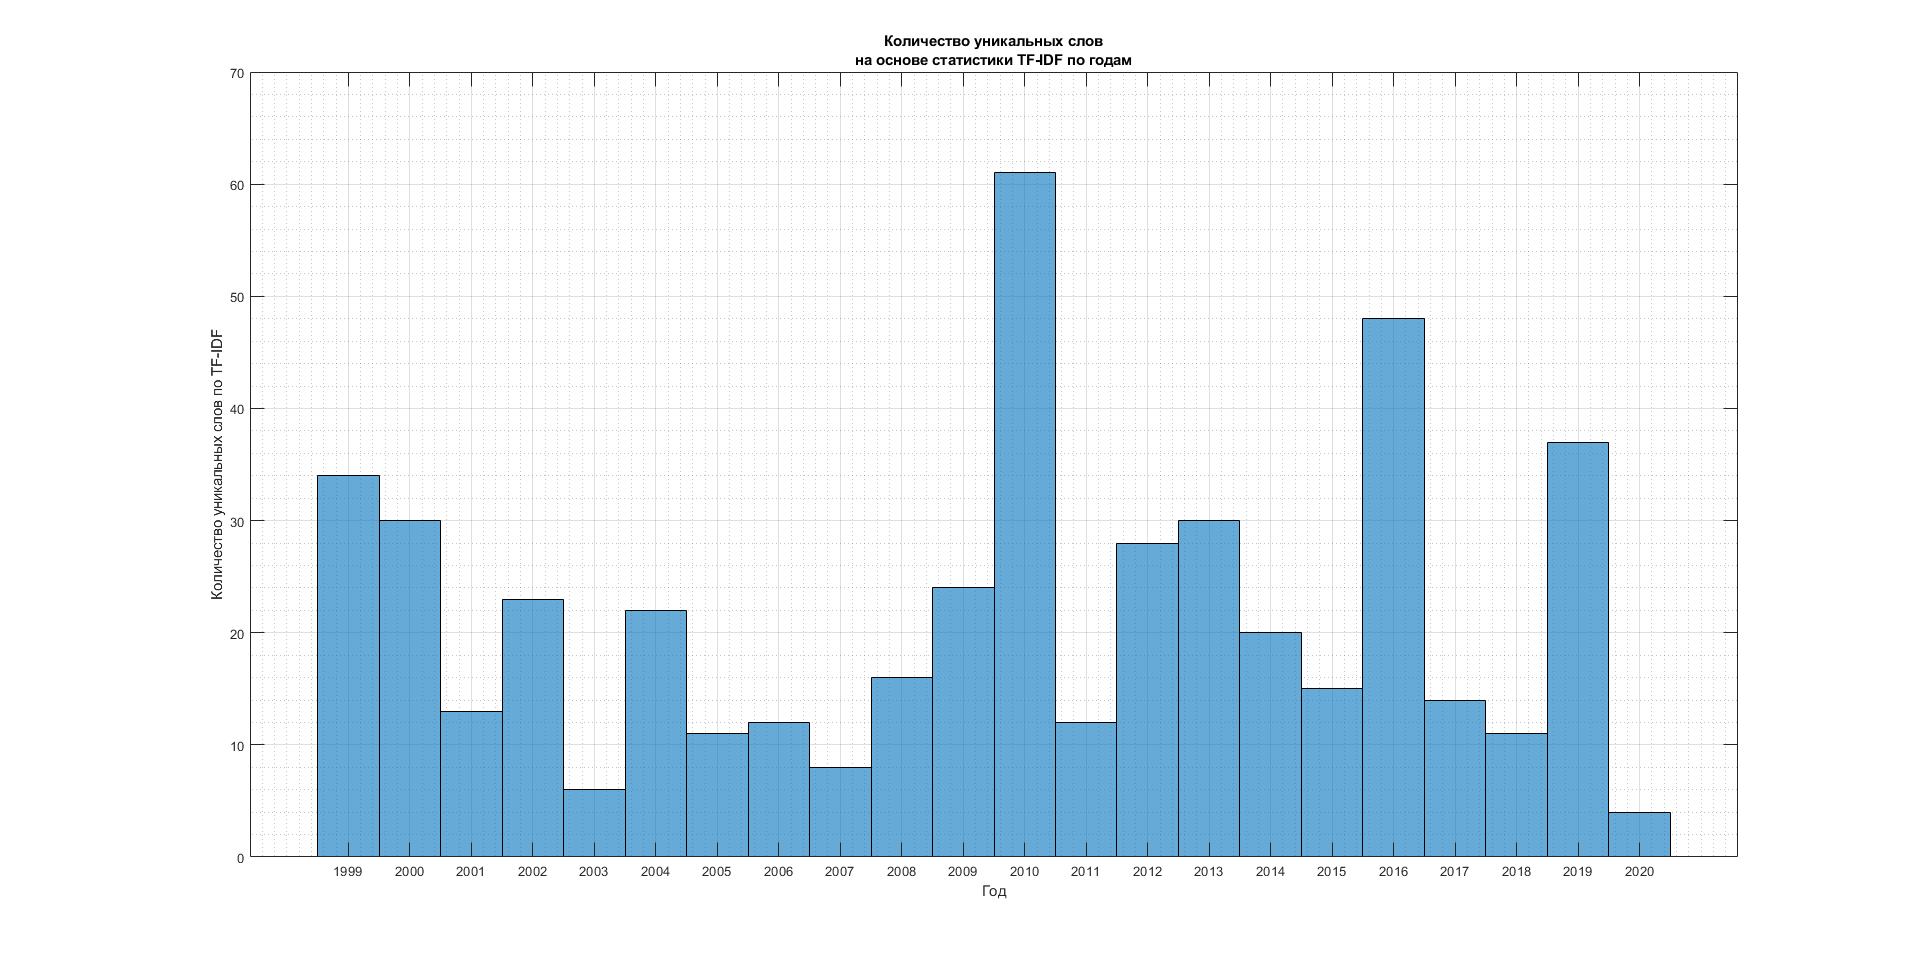 Количество уникальных слов
на основе статистики TF-IDF по годам
Количество уникальных слов по TF-IDF
70
60
50
40
30
20
10
0
1999 2000 2001 2002 2003 2004 2005 2006 2007 2008 2009 2010 2011 2012 2013 2014 2015 2016 2017 2018 2019 2020
Год